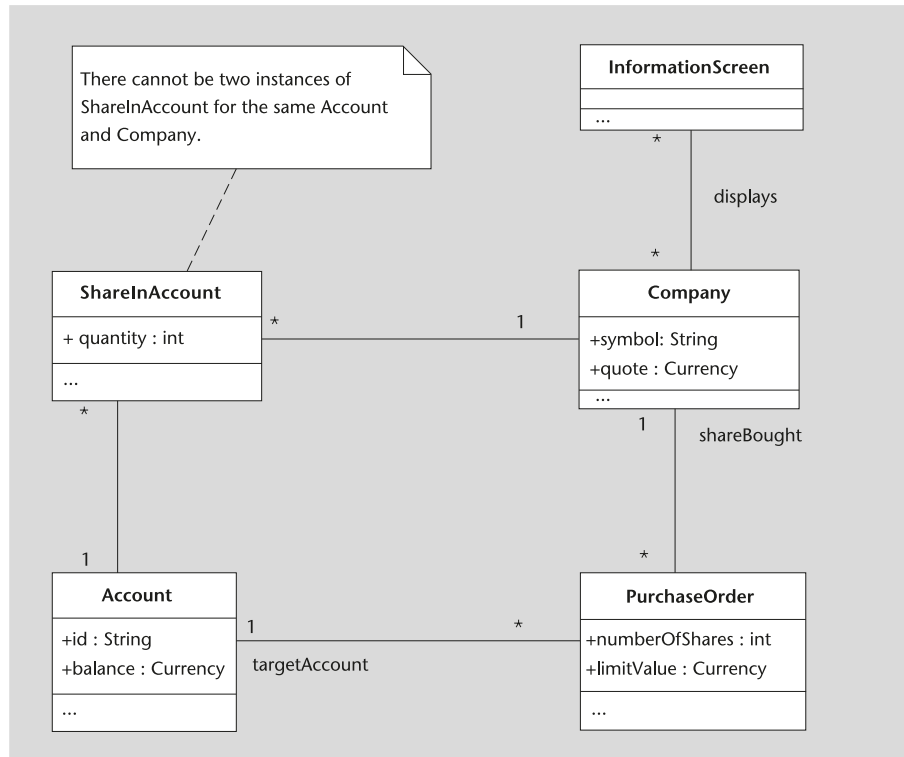 There cannot be two instances of
ShareInAccount for the same Account
and Company.
InformationScreen
...
*
displays
*
ShareInAccount
+ quantity : int
...
*
1
Company
+symbol: String
+quote : Currency
...
*
1
shareBought
1
*
Account
+id : String
+balance : Currency
...
1
targetAccount
*
PurchaseOrder
+numberOfShares : int
+limitValue : Currency
...